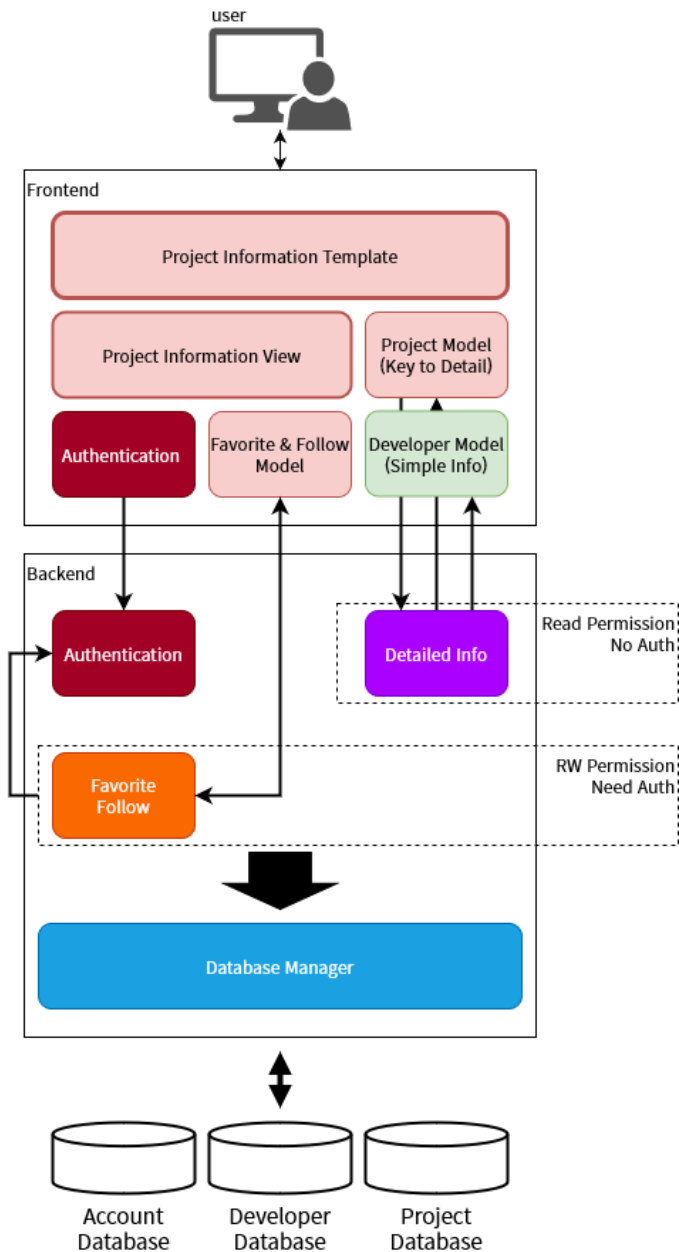 user
Frontend
Project Information Template
Project Information View
Project Model
(Key to Detail)
Authentication
Favorite & Follow
Model
Developer Model
(Simple Info)
Backend
Authentication
Detailed Info
Read Permission
No Auth
Favorite
Follow
RW Permission
Need Auth
Database Manager
Account
Database
Developer
Database
Project
Database